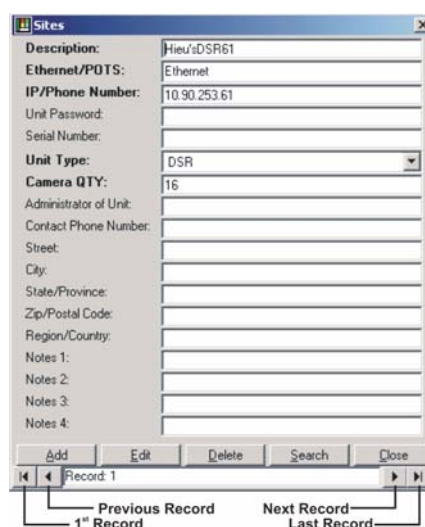 Sites
Description: Hieu'sDSR61
Ethernet/POTS: Ethernet
IP/Phone Number: 10.90.253.61
Unit Password:
Serial Number:
Unit Type: DSR
Camera QTY: 16
Administrator of Unit:
Contact Phone Number:
Street:
City:
State/Province:
Zip/Postal Code:
Region/Country:
Notes 1:
Notes 2:
Notes 3:
Notes 4:
Add Edit Delete Search Close
Record: 1
Previous Record Next Record
1st Record Last Record